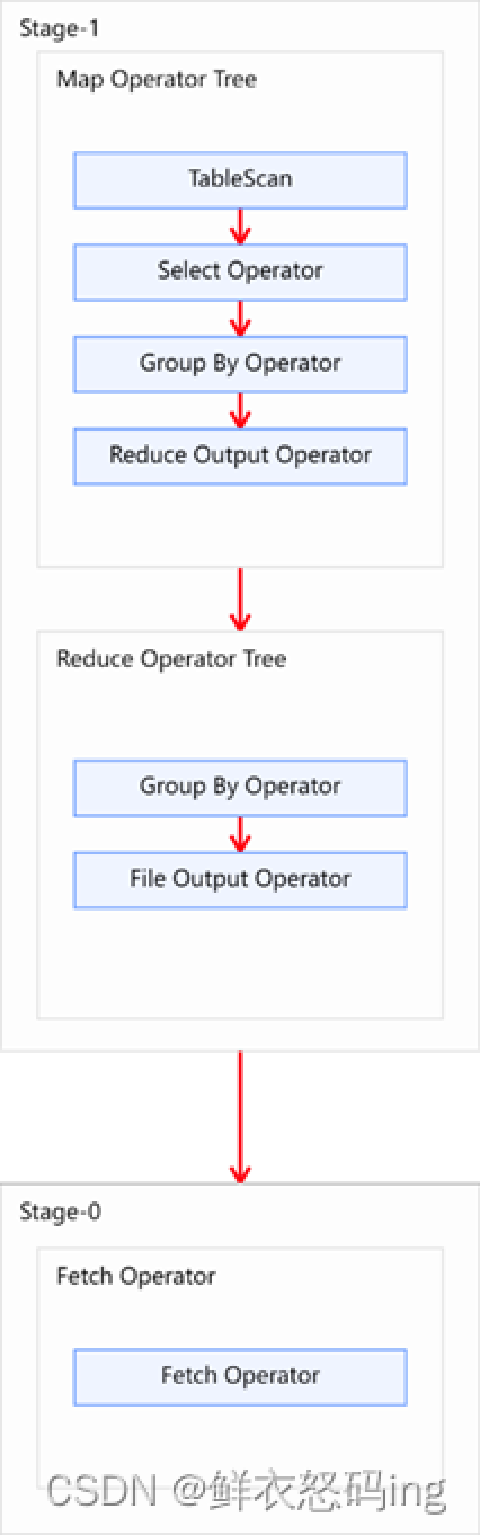 Stage-1
Map Operator Tree
TableScan
Select Operator
Group By Operator
Reduce Output Operator
Reduce Operator Tree
Group By Operator
File Output Operator
Stage-0
Fetch Operator
Fetch Operator
CSDN @鲜衣怒码ing